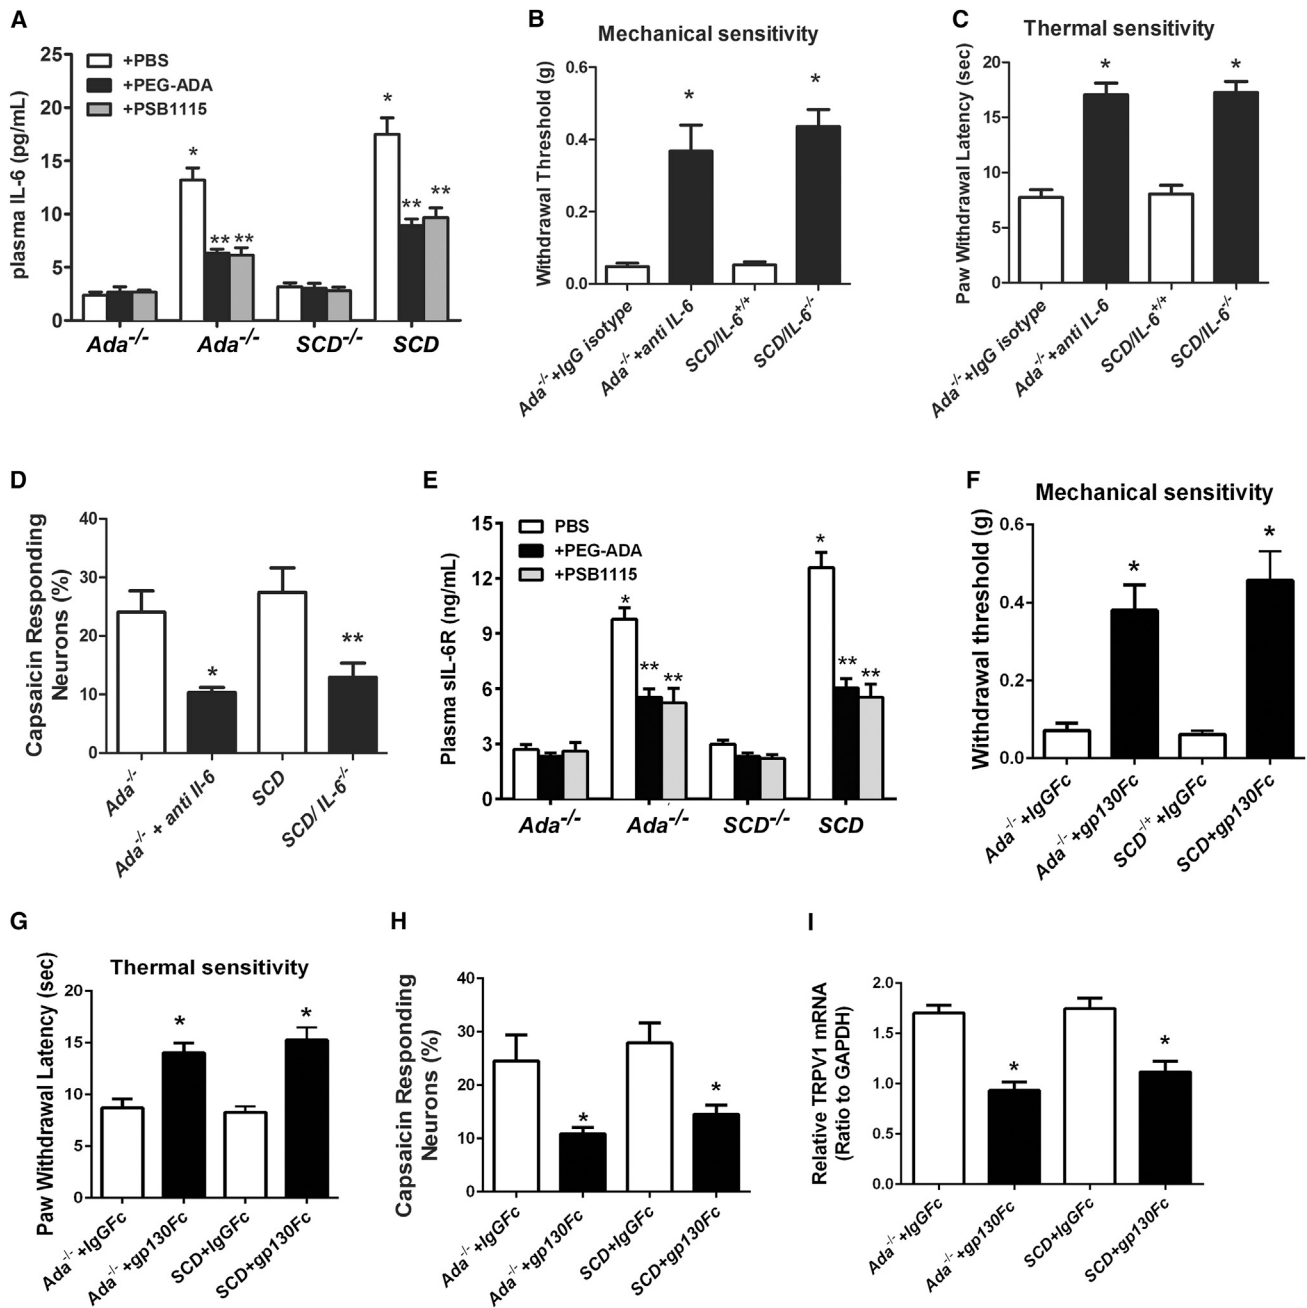 A
plasma IL-6 (pg/mL)
25
20
15
10
5
0
+PBS
+PEG-ADA
+PSB1115
*
** **
*
** **
Ada-/- Ada-/- SCD-/- SCD
B
Mechanical sensitivity
Withdrawal Threshold (g)
0.6
0.4
0.2
0.0
* *
Ada-/-+IgG isotype
Ada-/-+anti IL-6
SCD/IL-6+/+
SCD/IL-6-/-
C
Thermal sensitivity
Paw Withdrawal Latency (sec)
20
15
10
5
0
* *
Ada-/-+IgG isotype
Ada-/-+anti IL-6
SCD/IL-6+/+
SCD/IL-6-/-
D
Capsaicin Responding
Neurons (%)
40
30
20
10
0
* **
Ada-/-
Ada-/- + anti Il-6
SCD
SCD/ IL-6-/-
E
Plasma sIL-6R (ng/mL)
15
12
9
6
3
0
PBS
+PEG-ADA
+PSB1115
*
** **
*
** **
Ada-/- Ada-/- SCD-/- SCD
F
Mechanical sensitivity
Withdrawal threshold (g)
0.6
0.4
0.2
0.0
* *
Ada-/-+IgGFc
Ada-/-+gp130Fc
SCD-/++IgGFc
SCD+gp130Fc
G
Thermal sensitivity
Paw Withdrawal Latency (sec)
20
15
10
5
0
* *
Ada-/-+IgGFc
Ada-/-+gp130Fc
SCD+IgGFc
SCD+gp130Fc
H
Capsaicin Responding
Neurons (%)
40
30
20
10
0
* *
Ada-/-+IgGFc
Ada-/-+gp130Fc
SCD+IgGFc
SCD+gp130Fc
I
Relative TRPV1 mRNA
(Ratio to GAPDH)
2.0
1.5
1.0
0.5
0.0
* *
Ada-/-+IgGFc
Ada-/-+gp130Fc
SCD+IgGFc
SCD+gp130Fc